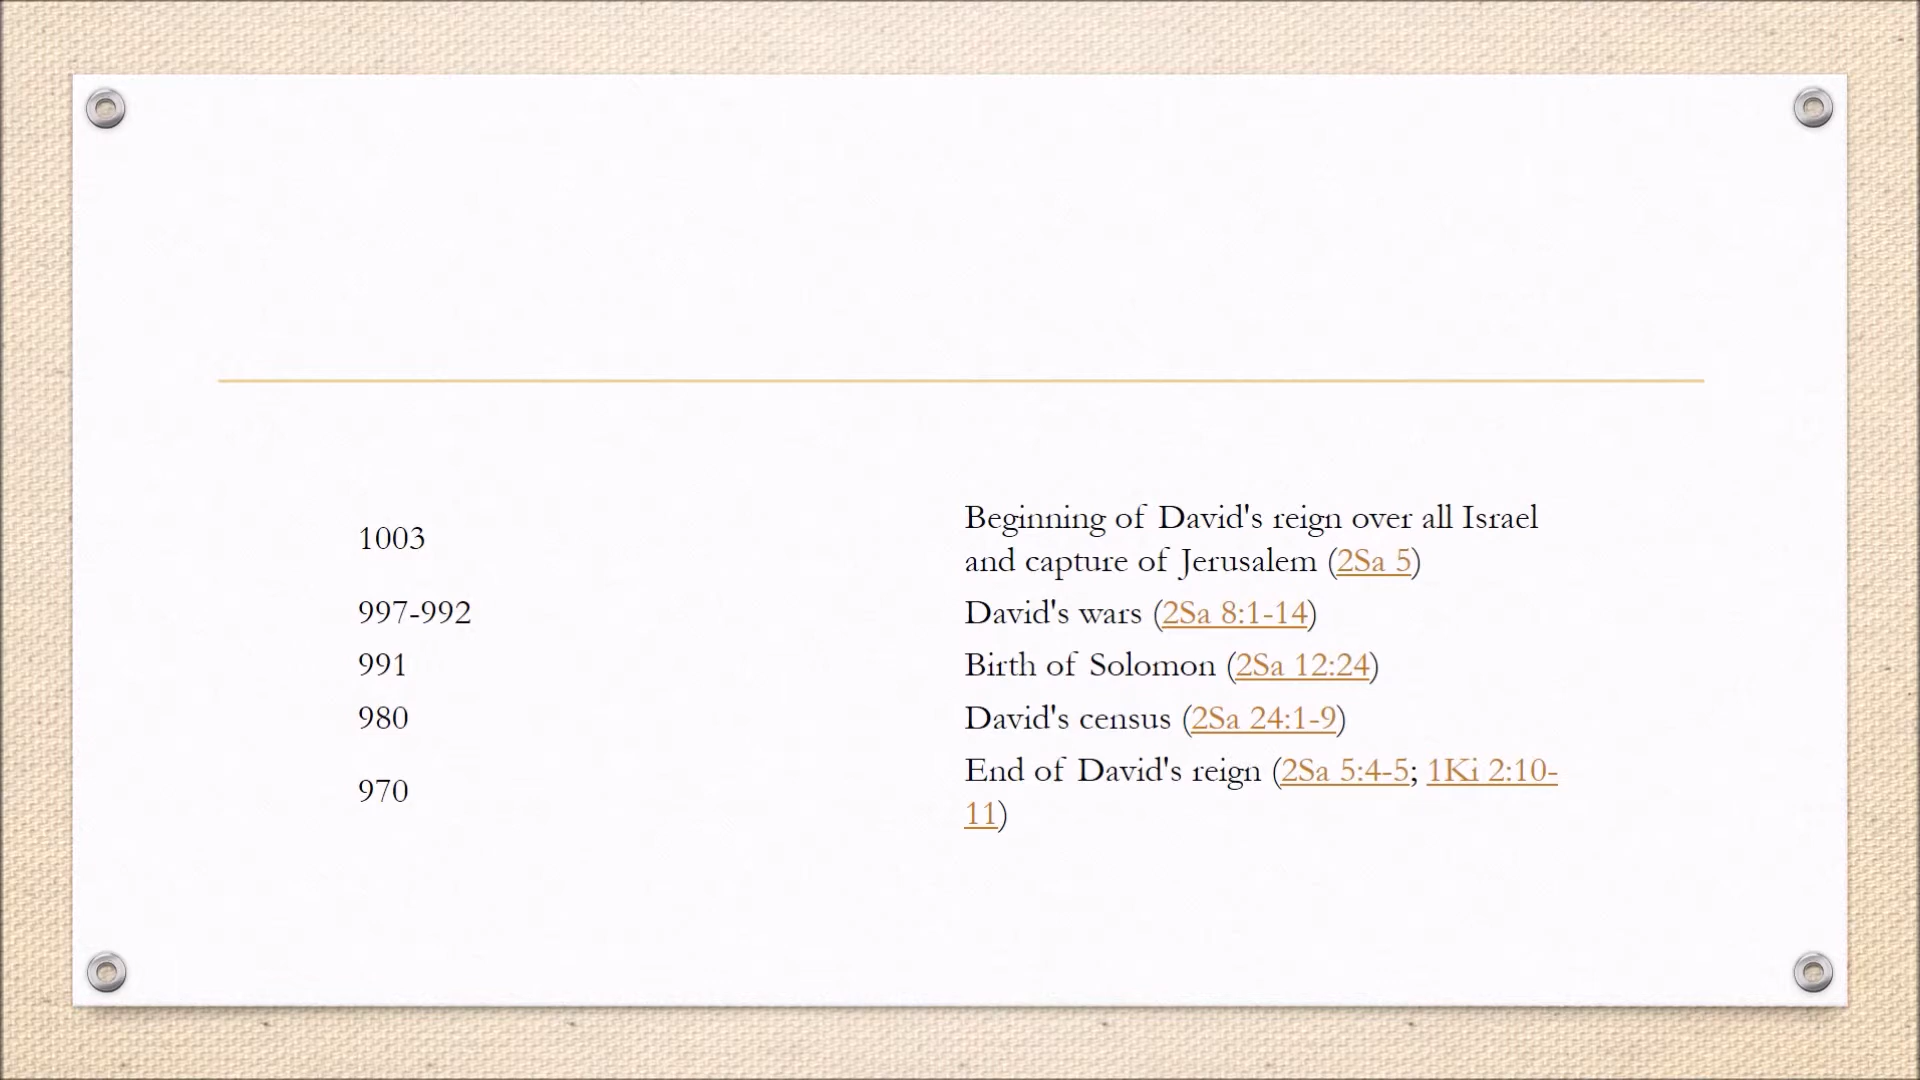 1003
Beginning of David's reign over all Israel
and capture of Jerusalem (2Sa 5)
997-992
David's wars (2Sa 8:1-14)
991
Birth of Solomon (2Sa 12:24)
980
David's census (2Sa 24:1-9)
970
End of David's reign (2Sa 5:4-5; 1Ki 2:10-
11)